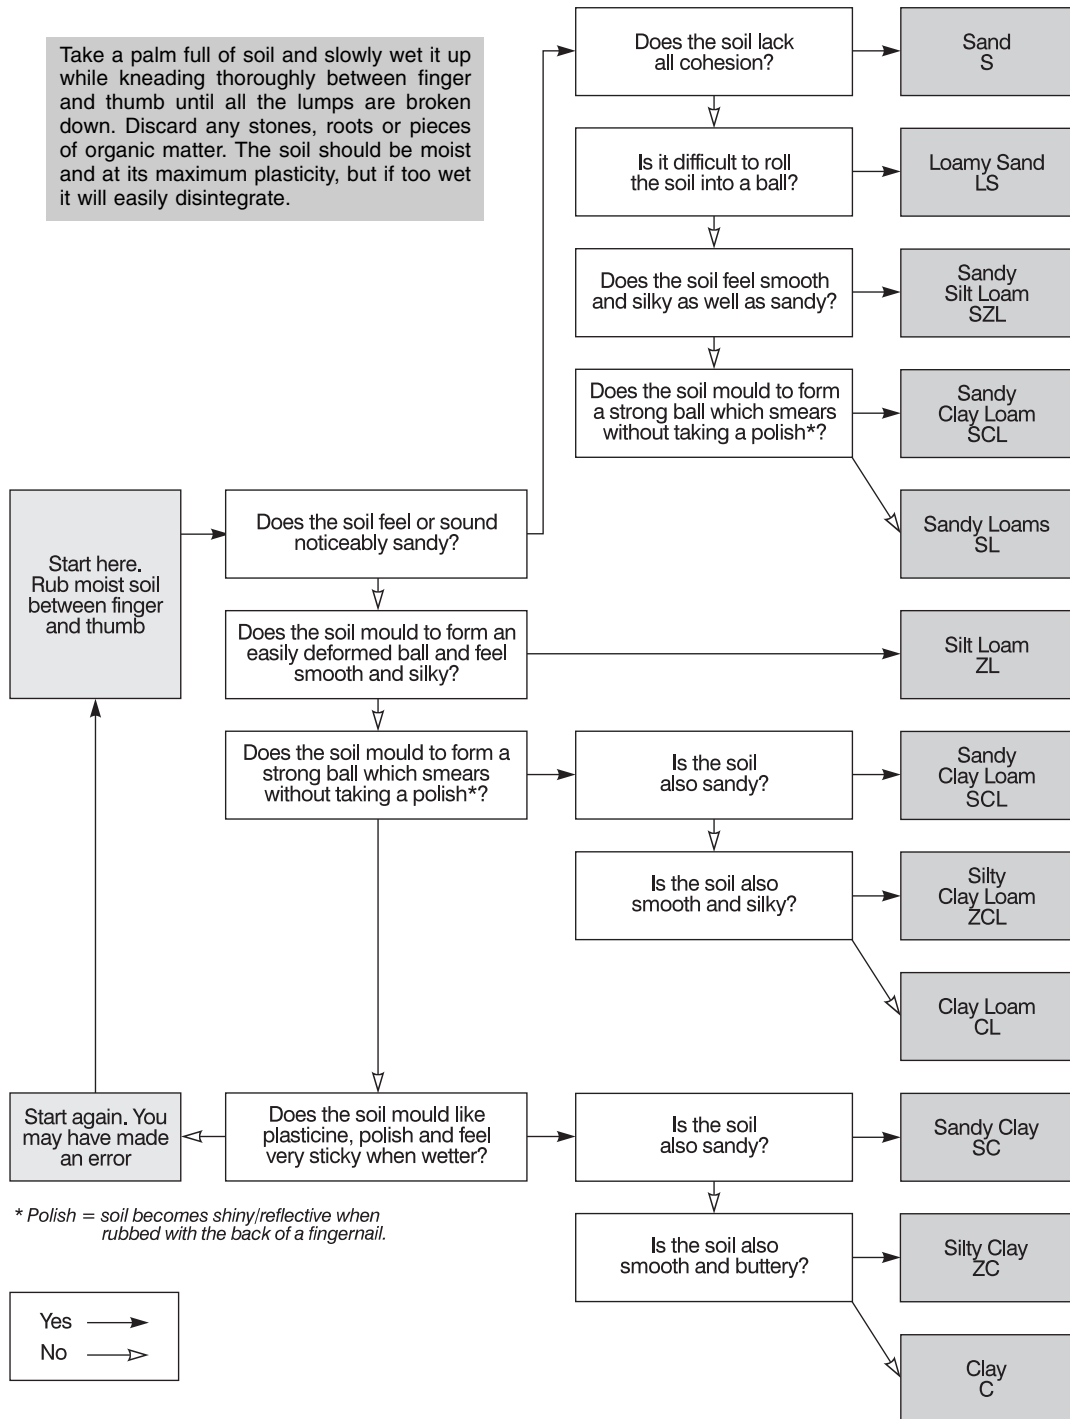 Take a palm full of soil and slowly wet it up
while kneading thoroughly between finger
and thumb until all the lumps are broken
down. Discard any stones, roots or pieces
of organic matter. The soil should be moist
and at its maximum plasticity, but if too wet
it will easily disintegrate.
Does the soil lack
all cohesion?
Sand
S
Is it difficult to roll
the soil into a ball?
Loamy Sand
LS
Does the soil feel smooth
and silky as well as sandy?
Sandy
Silt Loam
SZL
Does the soil mould to form
a strong ball which smears
without taking a polish*?
Sandy
Clay Loam
SCL
Start here.
Rub moist soil
between finger
and thumb
Does the soil feel or sound
noticeably sandy?
Sandy Loams
SL
Does the soil mould to form an
easily deformed ball and feel
smooth and silky?
Silt Loam
ZL
Does the soil mould to form a
strong ball which smears
without taking a polish*?
Is the soil
also sandy?
Sandy
Clay Loam
SCL
Is the soil also
smooth and silky?
Silty
Clay Loam
ZCL
Clay Loam
CL
Start again. You
may have made
an error
Does the soil mould like
plasticine, polish and feel
very sticky when wetter?
Is the soil
also sandy?
Sandy Clay
SC
* Polish = soil becomes shiny/reflective when
rubbed with the back of a fingernail.
Is the soil also
smooth and buttery?
Silty Clay
ZC
Yes
No
Clay
C